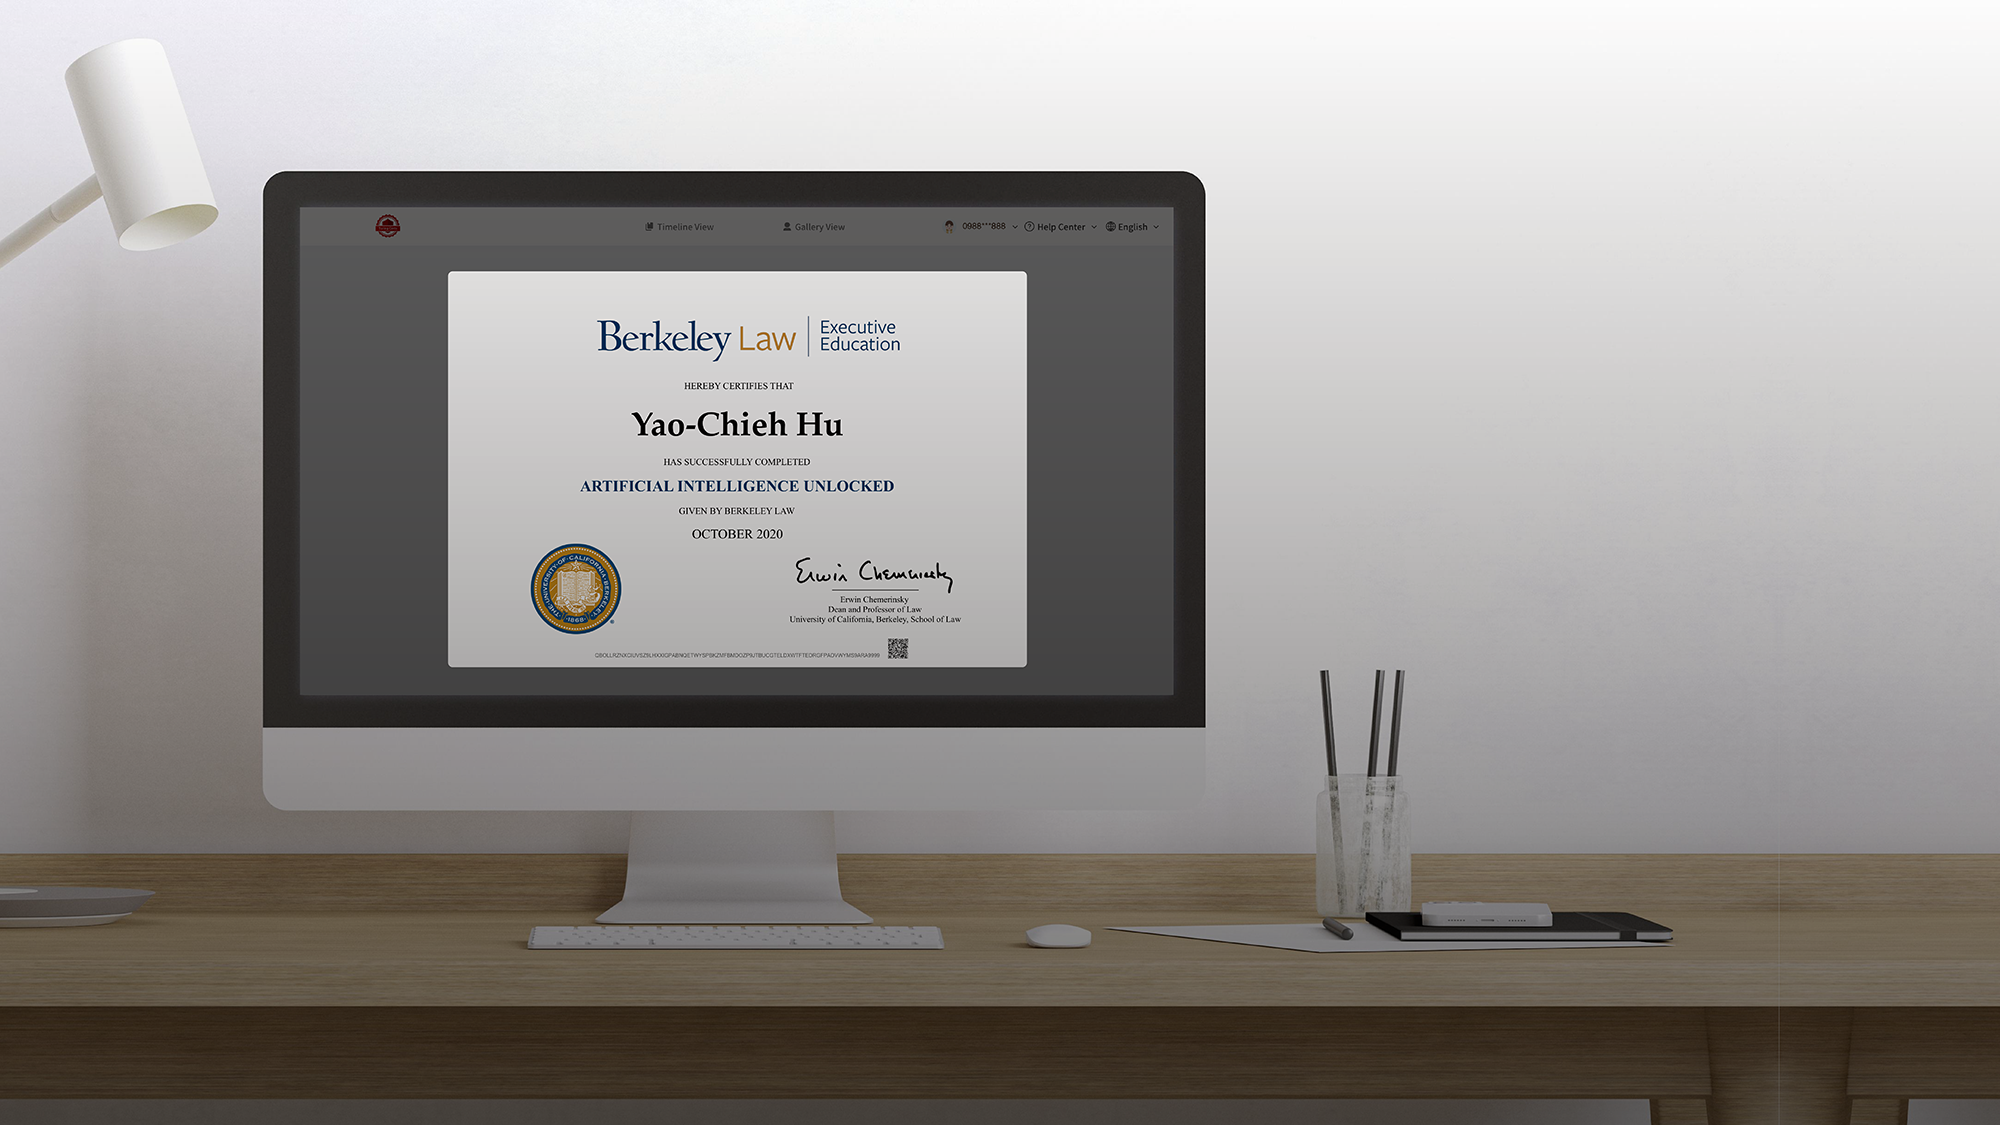 Timeline View
Gallery View
0988***888
Help Center
English
Berkeley Law
Executive
Education
HEREBY CERTIFIES THAT
Yao-Chieh Hu
HAS SUCCESSFULLY COMPLETED
ARTIFICIAL INTELLIGENCE UNLOCKED
GIVEN BY BERKELEY LAW
OCTOBER 2020
THE·UNIVERSITY·OF·CALIFORNIA·BERKELEY
·1868·
Erwin Chemerinsky
Erwin Chemerinsky
Dean and Professor of Law
University of California, Berkeley, School of Law